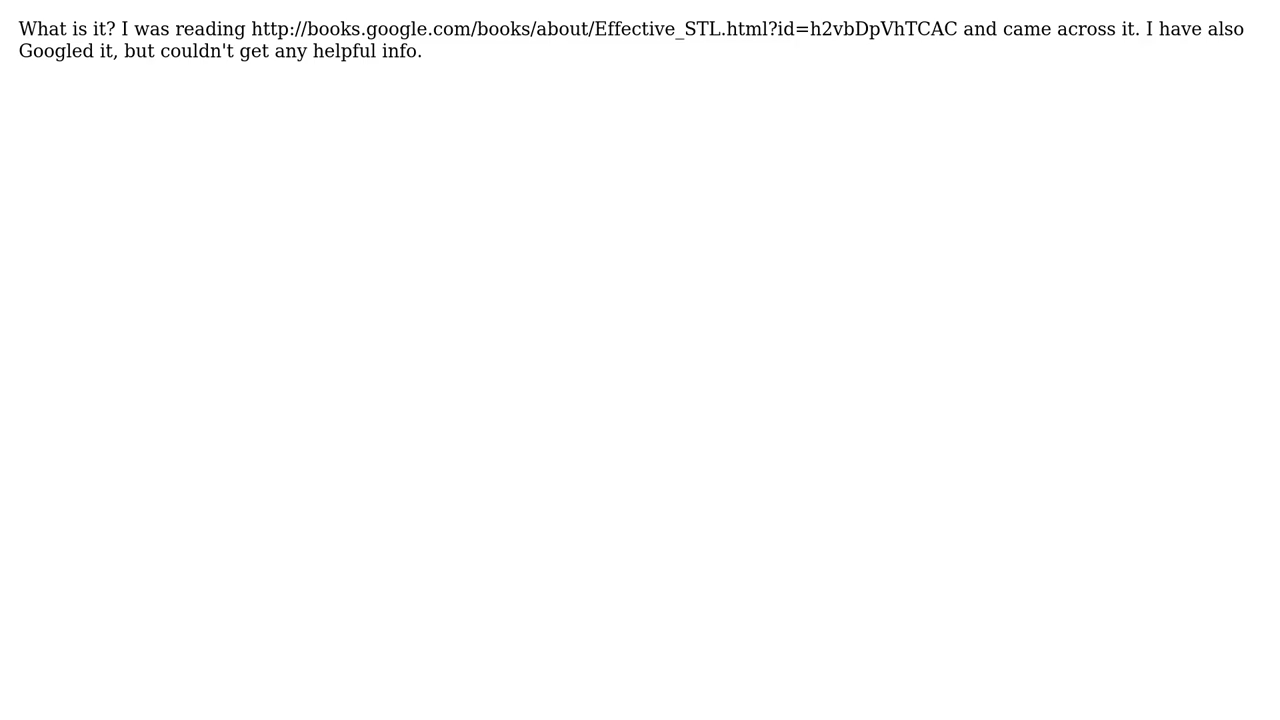 What is it? I was reading http://books.google.com/books/about/Effective_STL.html?id=h2vbDpVhTCAC and came across it. I have also
Googled it, but couldn't get any helpful info.